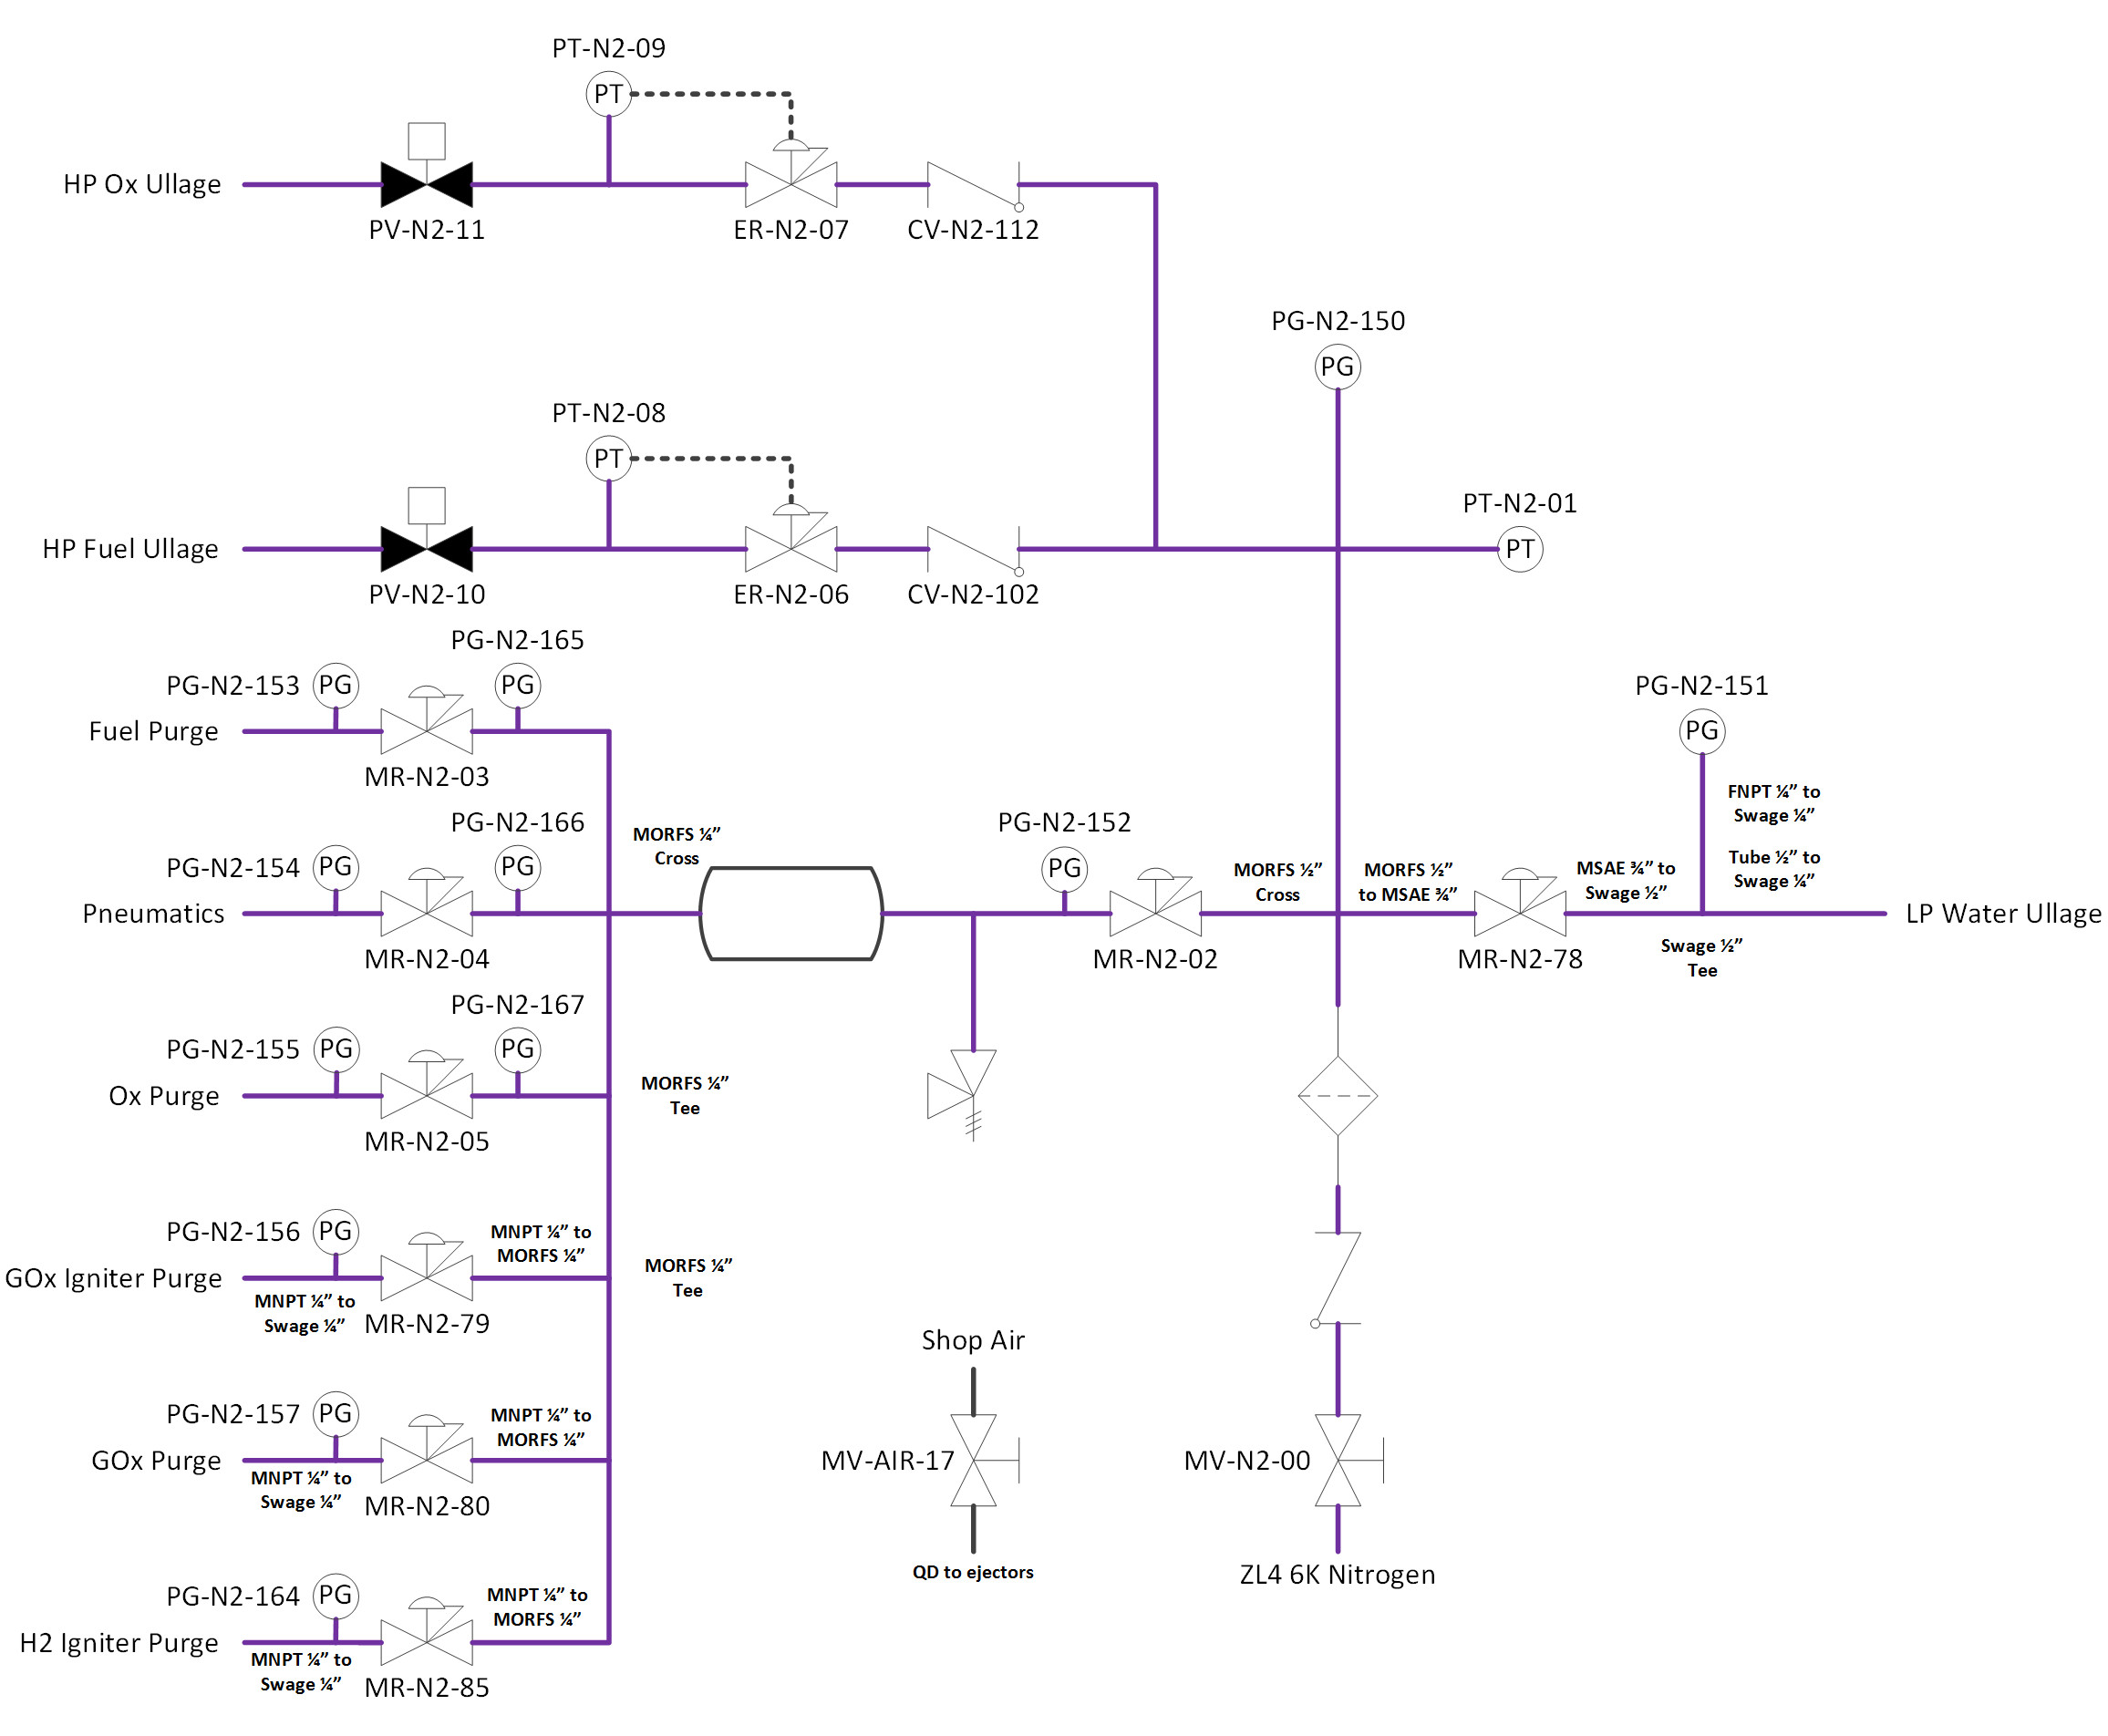 PT-N2-09
PT
HP Ox Ullage
PV-N2-11
ER-N2-07
CV-N2-112
PG-N2-150
PG
PT-N2-08
PT
HP Fuel Ullage
PV-N2-10
ER-N2-06
CV-N2-102
PT-N2-01
PT
PG-N2-165
PG-N2-153
PG
PG
Fuel Purge
MR-N2-03
PG-N2-151
PG
FNPT ¼” to
Swage ¼”
Tube ½” to
Swage ¼”
PG-N2-166
PG-N2-154
PG
PG
Pneumatics
MR-N2-04
MORFS ¼”
Cross
PG-N2-152
PG
MR-N2-02
MORFS ½”
Cross
MORFS ½”
to MSAE ¾”
MSAE ¾” to
Swage ½”
MR-N2-78
LP Water Ullage
Swage ½”
Tee
PG-N2-167
PG-N2-155
PG
PG
Ox Purge
MR-N2-05
MORFS ¼”
Tee
PG-N2-156
PG
GOx Igniter Purge
MNPT ¼” to
Swage ¼”
MR-N2-79
MNPT ¼” to
MORFS ¼”
MORFS ¼”
Tee
PG-N2-157
PG
GOx Purge
MNPT ¼” to
Swage ¼”
MR-N2-80
MNPT ¼” to
MORFS ¼”
Shop Air
MV-AIR-17
QD to ejectors
MV-N2-00
ZL4 6K Nitrogen
PG-N2-164
PG
H2 Igniter Purge
MNPT ¼” to
Swage ¼”
MR-N2-85
MNPT ¼” to
MORFS ¼”